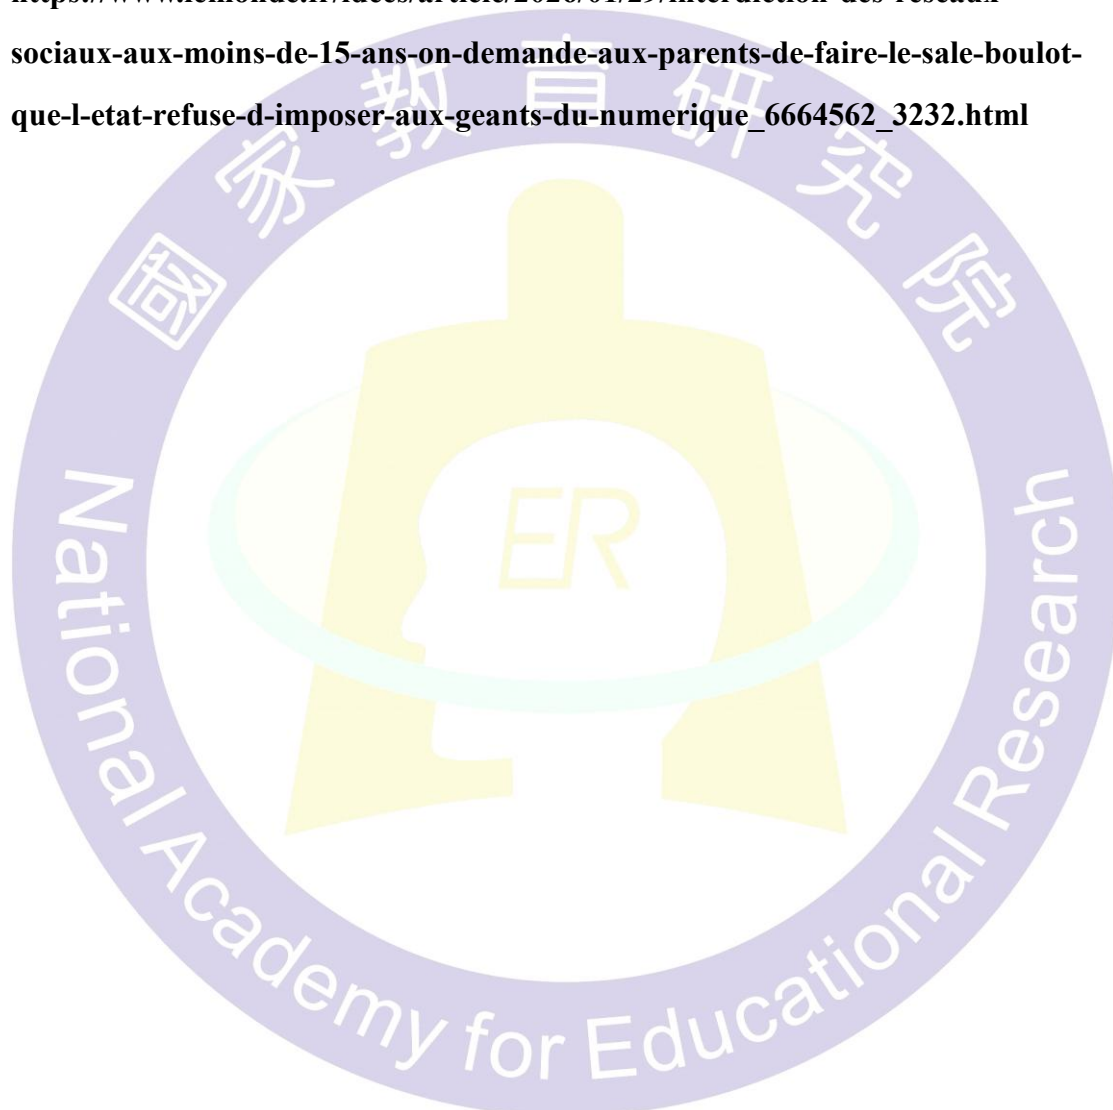 https://www.lemonde.fr/idees/article/2026/01/29/interdiction-des-reseaux-
sociaux-aux-moins-de-15-ans-on-demande-aux-parents-de-faire-le-sale-boulot-
que-l-etat-refuse-d-imposer-aux-geants-du-numerique_6664562_3232.html
國家教育研究院
ER
National Academy for Educational Research